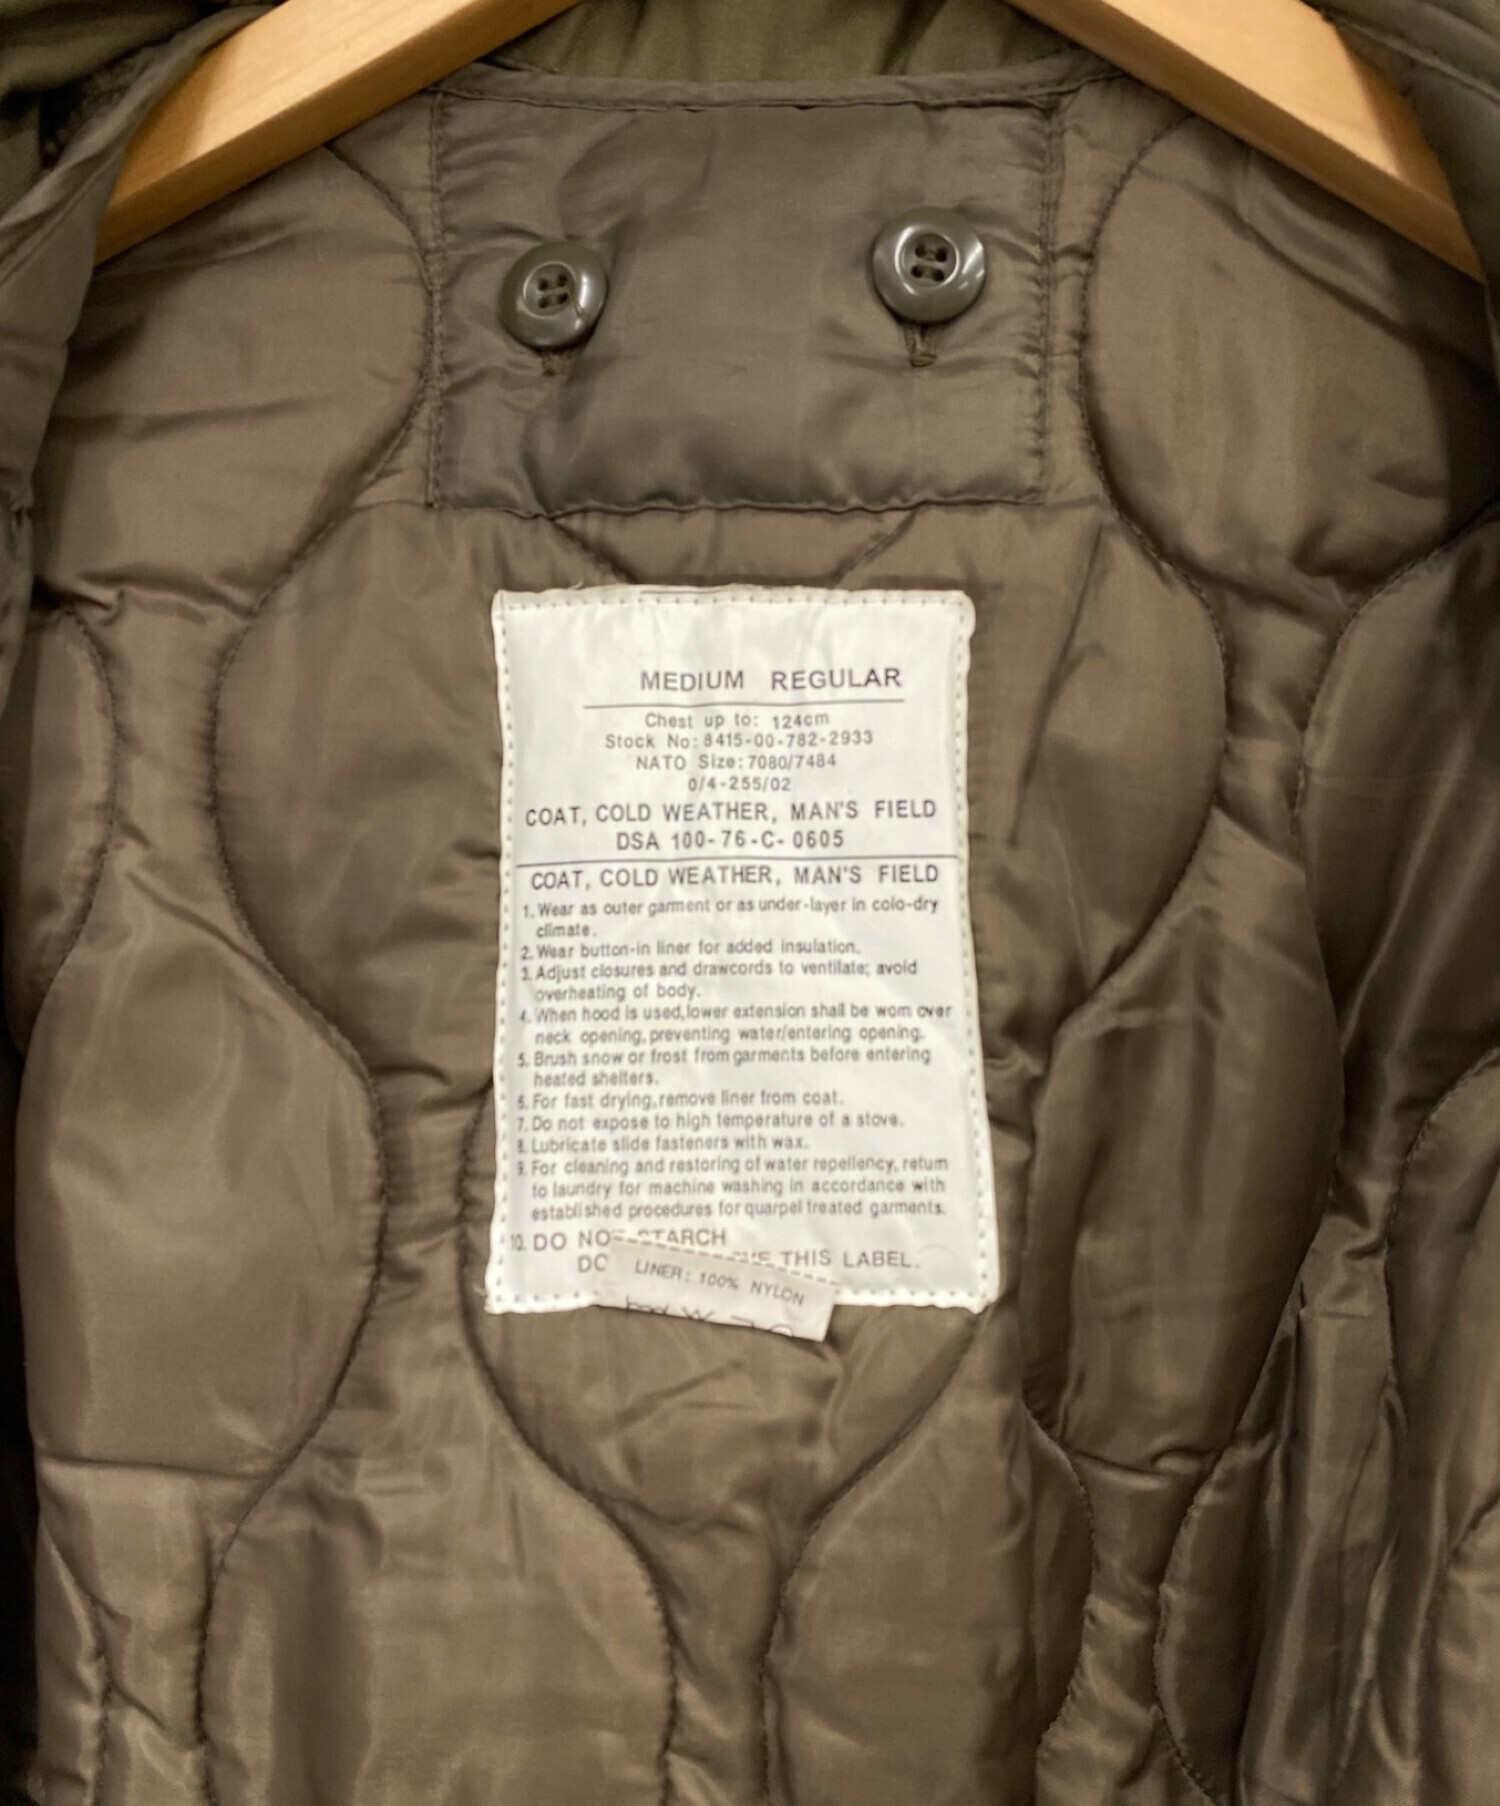 MEDIUM REGULAR
Chest up to: 124cm
Stock No: 8415-00-782-2933
NATO Size: 7080/7484
0/4-255/02
COAT, COLD WEATHER, MAN'S FIELD
DSA 100-76-C-0605
COAT, COLD WEATHER, MAN'S FIELD
1. Wear as outer garment or as under-layer in colo-dry
climate.
2. Wear button-in liner for added insulation.
3. Adjust closures and drawcords to ventilate; avoid
overheating of body.
4. When hood is used, lower extension shall be worn over
neck opening, preventing water/entering opening.
5. Brush snow or frost from garments before entering
heated shelters.
6. For fast drying, remove liner from coat.
7. Do not expose to high temperature of a stove.
8. Lubricate slide fasteners with wax.
9. For cleaning and restoring of water repellency, return
to laundry for machine washing in accordance with
established procedures for quarpel treated garments.
10. DO NOT STARCH
DO THIS LABEL.
LINER: 100% NYLON